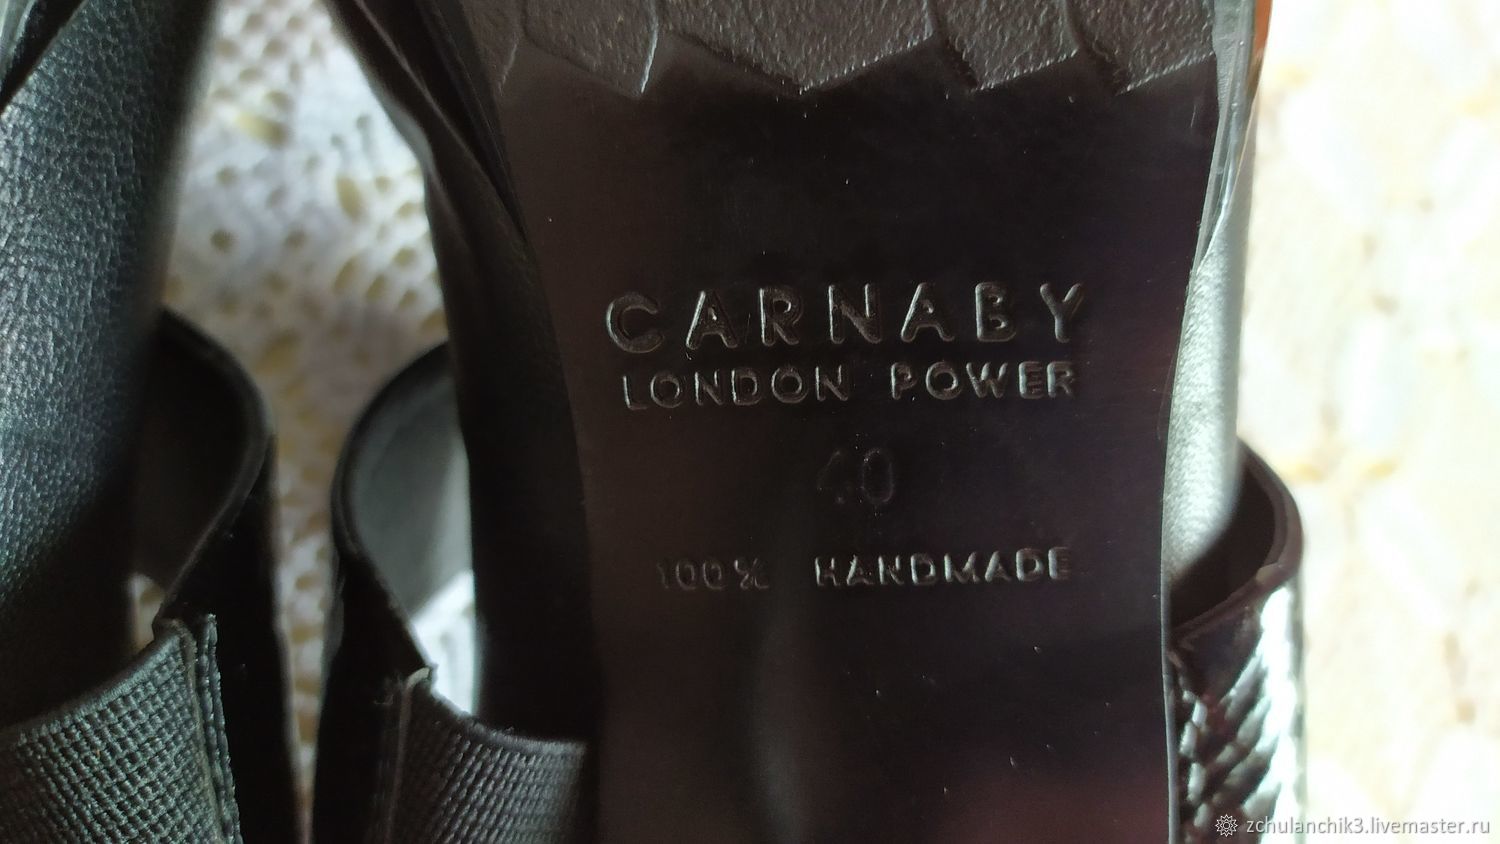 CARNABY
LONDON POWER
40
100% HANDMADE
zchulanchik3.livemaster.ru